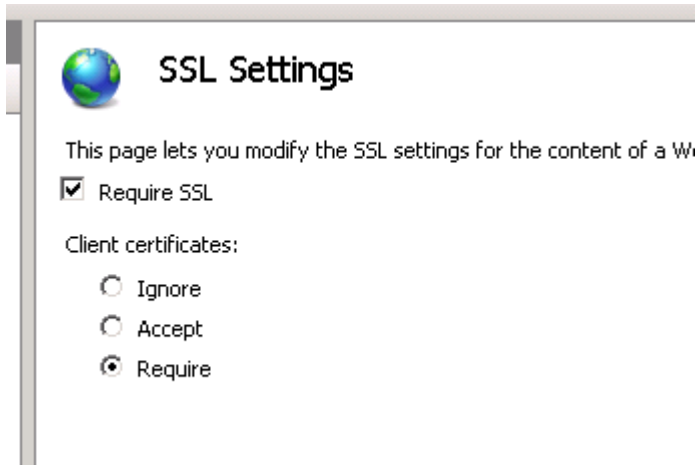 SSL Settings
This page lets you modify the SSL settings for the content of a
Require SSL
Client certificates:
Ignore
Accept
Require